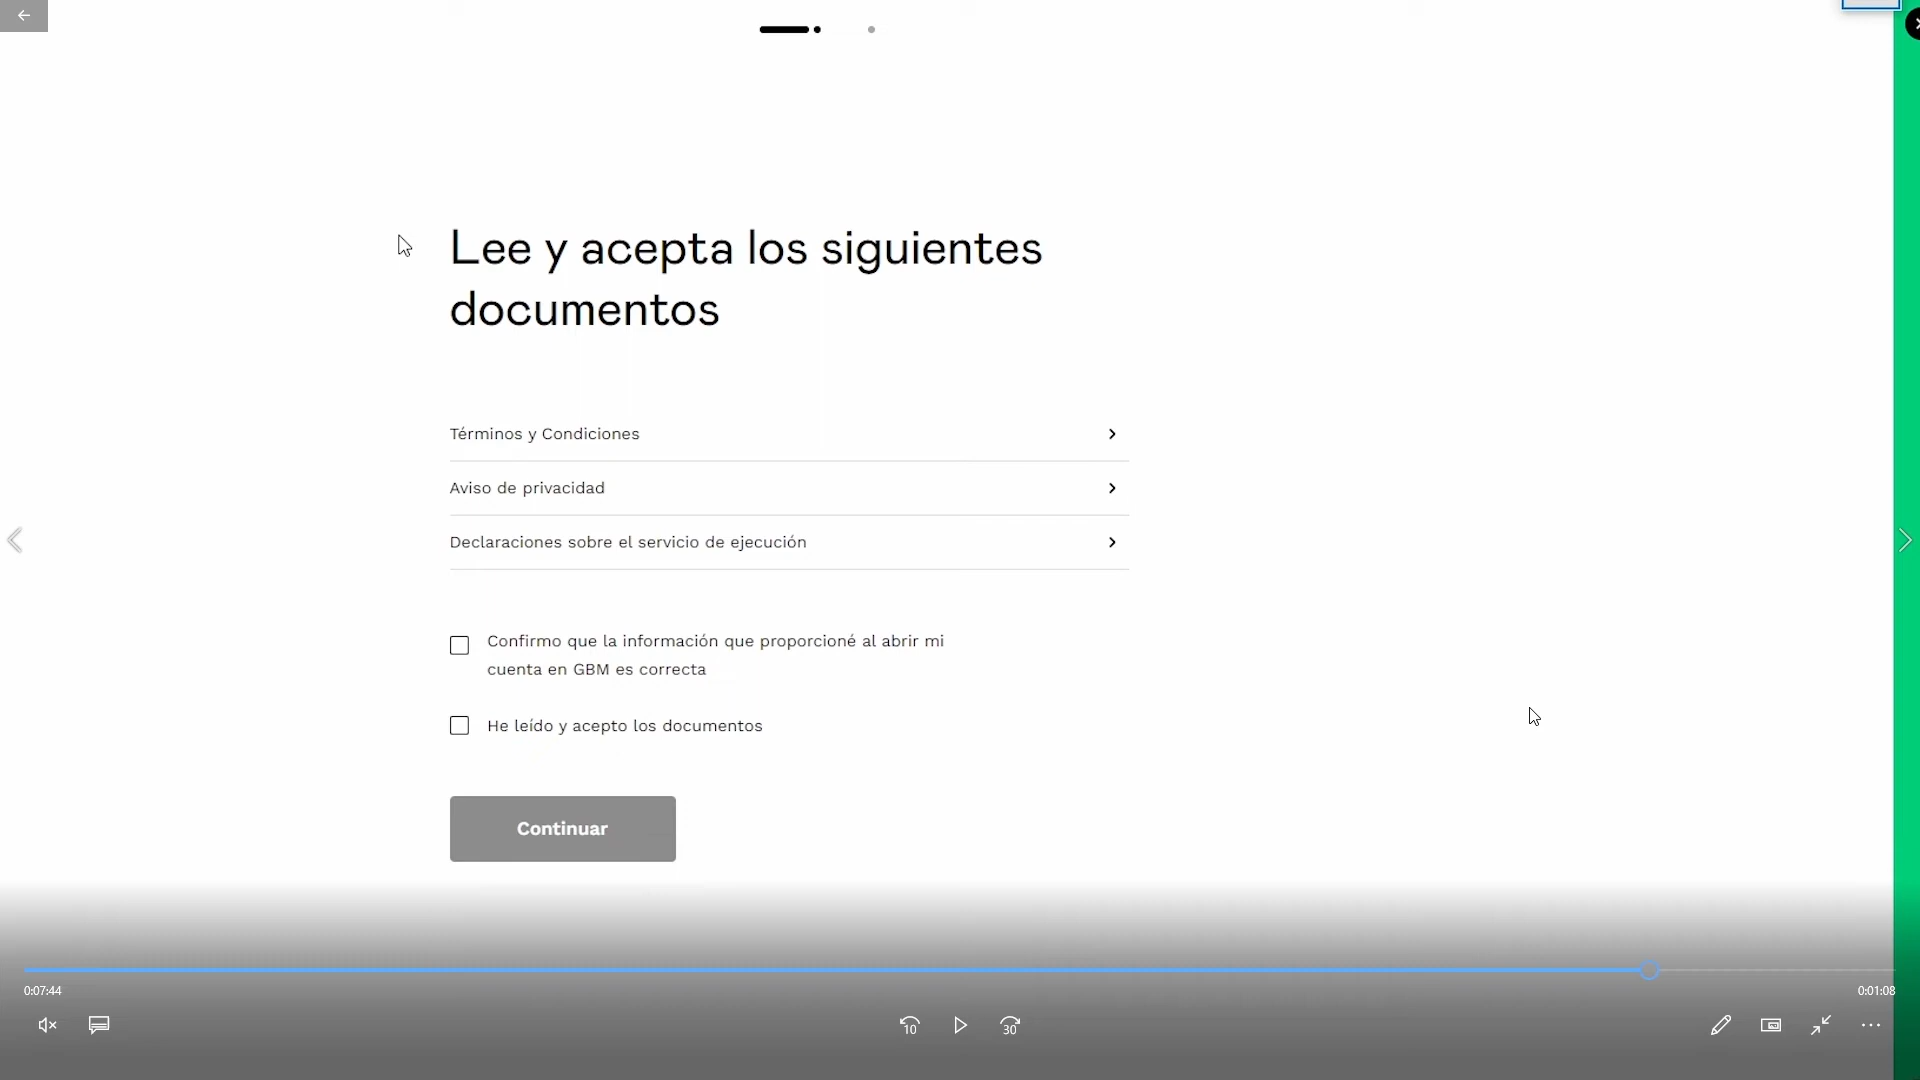 Lee y acepta los siguientes
documentos
Términos y Condiciones
Aviso de privacidad
Declaraciones sobre el servicio de ejecución
Confirmo que la información que proporcioné al abrir mi
cuenta en GBM es correcta
He leído y acepto los documentos
Continuar
0:07:44
0:01:08
10
30